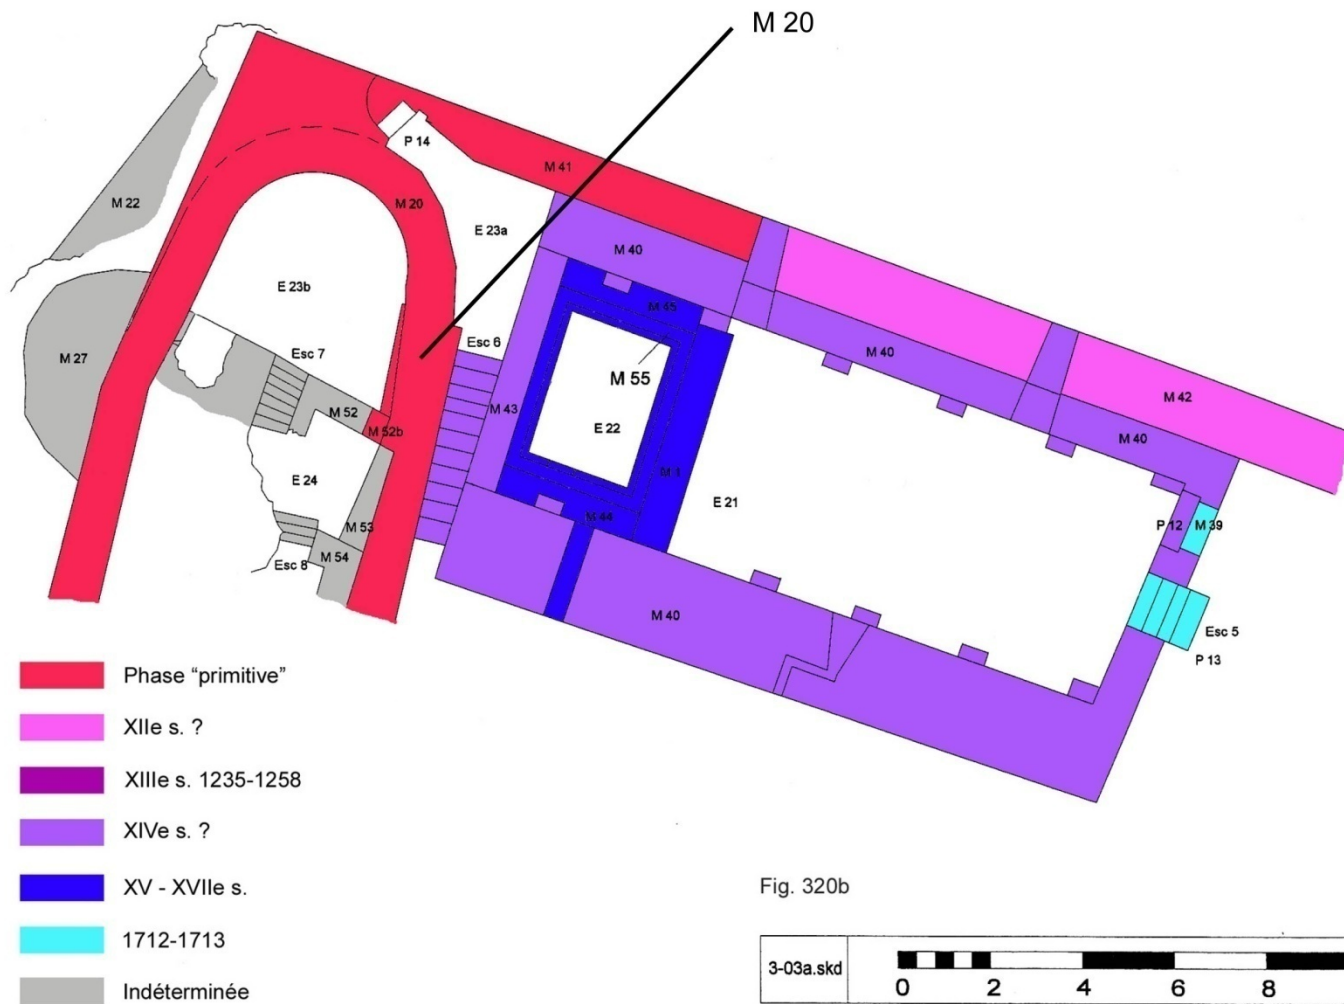 M 20
P 14
M 41
M 22
M 20
E 23a
M 40
E 23b
M 45
M 40
M 42
M 27
Esc 7
Esc 6
M 55
M 43
M 52
M 52b
E 22
M 40
M 1
E 24
E 21
M 44
P 12
M 39
M 53
M 54
Esc 8
M 40
Esc 5
P 13
Phase “primitive”
XIIe s. ?
XIIIe s. 1235-1258
XIVe s. ?
XV - XVIIe s.
1712-1713
Indéterminée
Fig. 320b
3-03a.skd
0 2 4 6 8